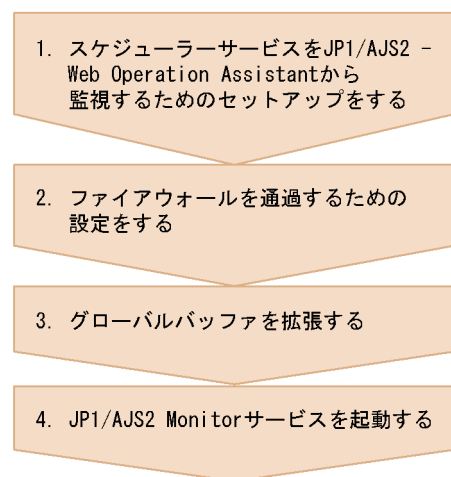 1. スケジューラーサービスをJP1/AJS2 -
Web Operation Assistantから
監視するためのセットアップをする
2. ファイアウォールを通過するための
設定をする
3. グローバルバッファを拡張する
4. JP1/AJS2 Monitorサービスを起動する